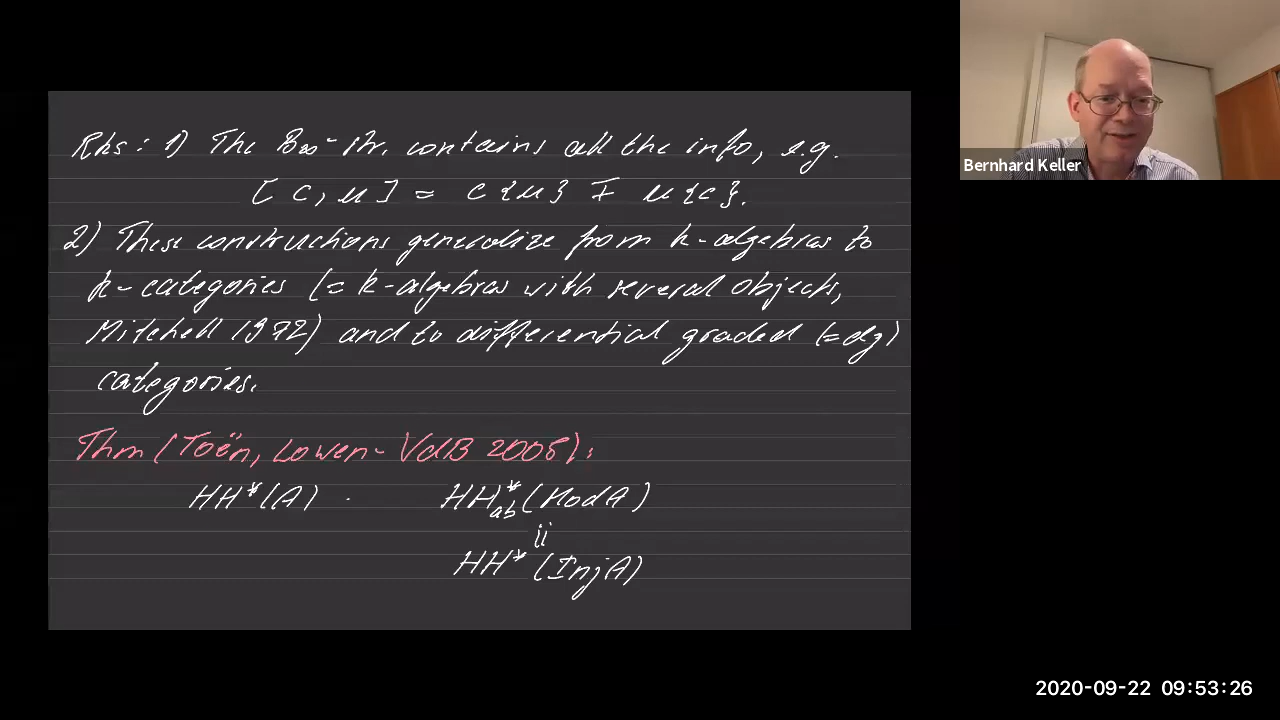 Rks: 1) The B∞-str. contains all the info, e.g.
[c, μ] = c{μ} ∓ μ{c}.
2) These constructions generalize from k-algebras to
k-categories (= k-algebras with several objects,
Mitchell 1972) and to differential graded (=dg)
categories.
Thm (Toën, Lowen-VdB 2005):
HH*(A) HH*ab(Mod A)
HH*(Inj A)
Bernhard Keller
2020-09-22 09:53:26